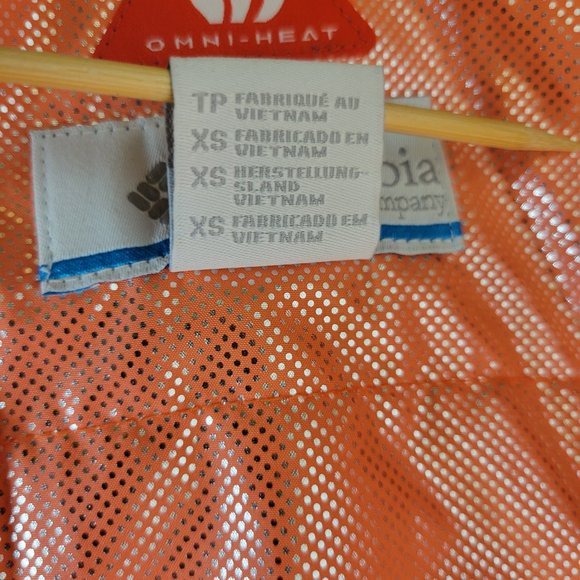 OMNI-HEAT
TP FABRIQUÉ AU
VIETNAM
XS FABRICADO EN
VIETNAM
XS HERSTELLUNG-
SLAND
VIETNAM
XS FABRICADO EM
VIETNAM
bia
mpany